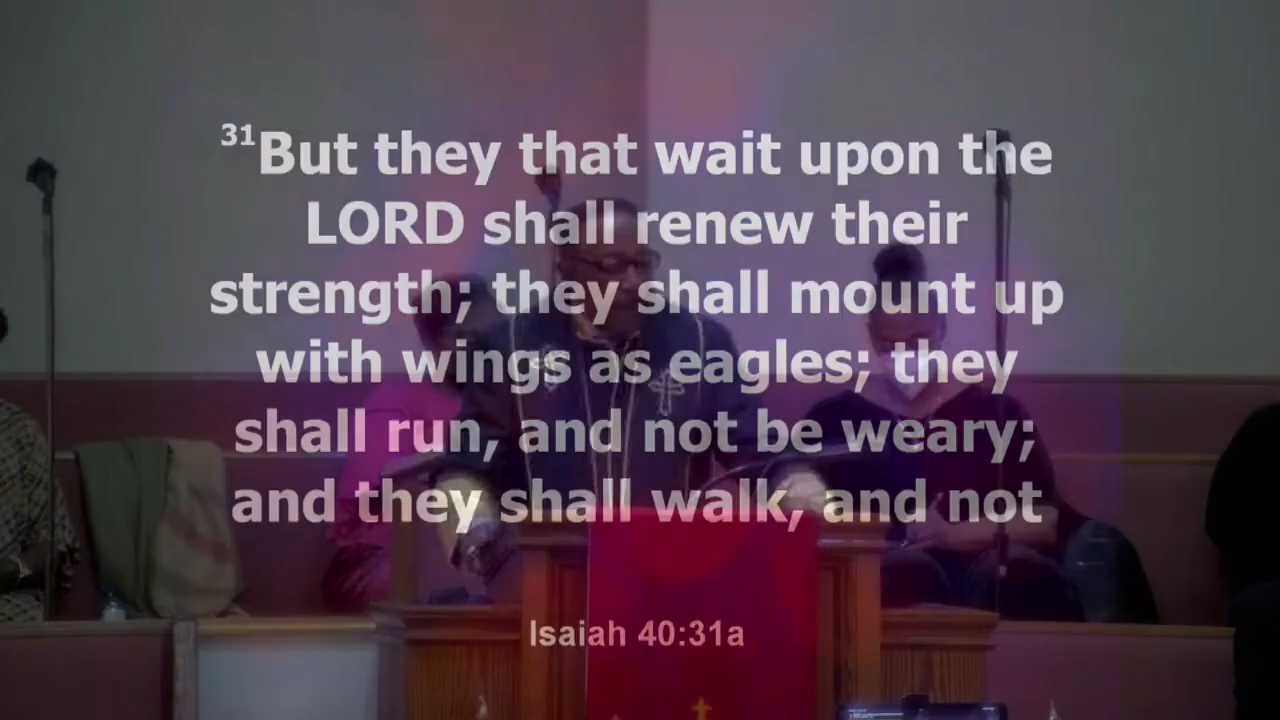 31But they that wait upon the
LORD shall renew their
strength; they shall mount up
with wings as eagles; they
shall run, and not be weary;
and they shall walk, and not
Isaiah 40:31a